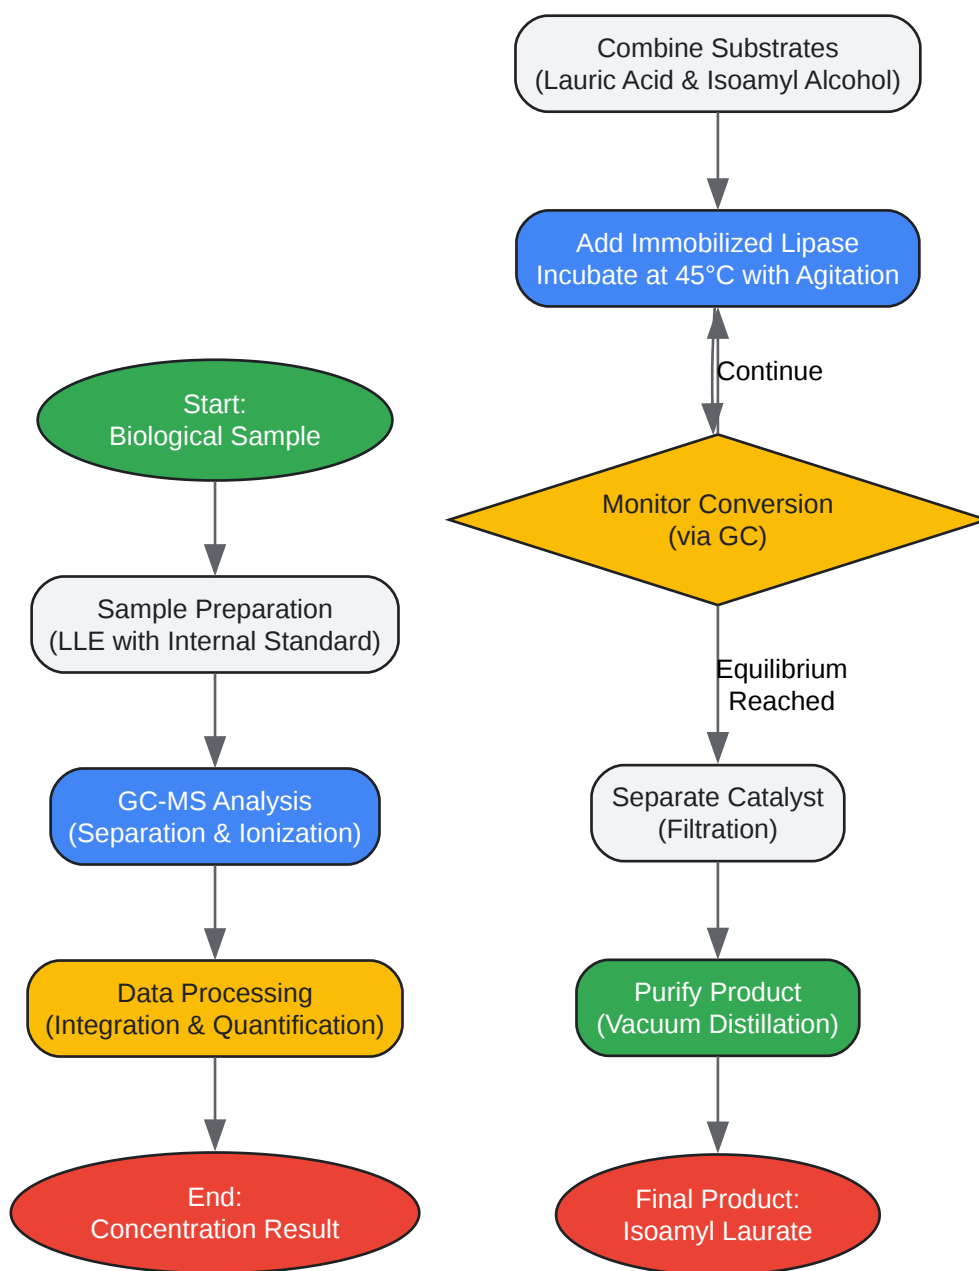 Combine Substrates
(Lauric Acid & Isoamyl Alcohol)
Add Immobilized Lipase
Incubate at 45°C with Agitation
Continue
Monitor Conversion
(via GC)
Equilibrium
Reached
Separate Catalyst
(Filtration)
Purify Product
(Vacuum Distillation)
Final Product:
Isoamyl Laurate
Start:
Biological Sample
Sample Preparation
(LLE with Internal Standard)
GC-MS Analysis
(Separation & Ionization)
Data Processing
(Integration & Quantification)
End:
Concentration Result